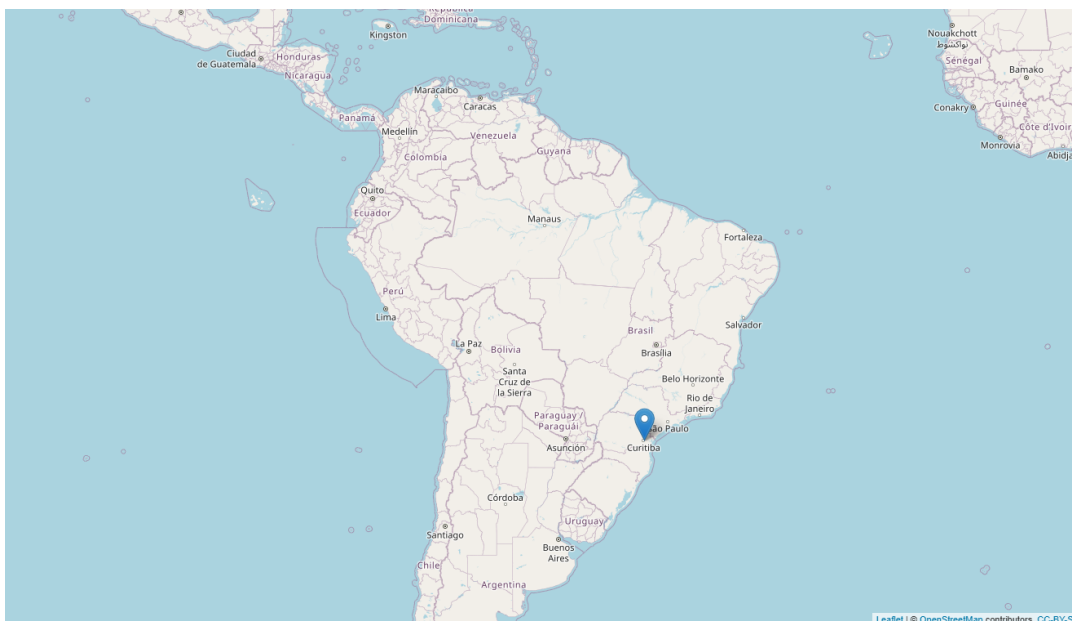 República
Dominicana
Kingston
Ciudad
de Guatemala
Honduras
Nicaragua
Nouakchott
نواكشوط
Sénégal
Bamako
Conakry
Guinée
Côte d'Ivoir
Monrovia
Abidja
Maracaibo
Caracas
Panamá
Medellín
Venezuela
Colombia
Guyana
Quito
Ecuador
Manaus
Fortaleza
Perú
Lima
Salvador
Brasil
Brasília
La Paz
Bolivia
Santa
Cruz de
la Sierra
Belo Horizonte
Rio de
Janeiro
Paraguay /
Paraguái
São Paulo
Asunción
Curitiba
Córdoba
Santiago
Uruguay
Buenos
Aires
Chile
Argentina
Leaflet | © OpenStreetMap contributors, CC-BY-S